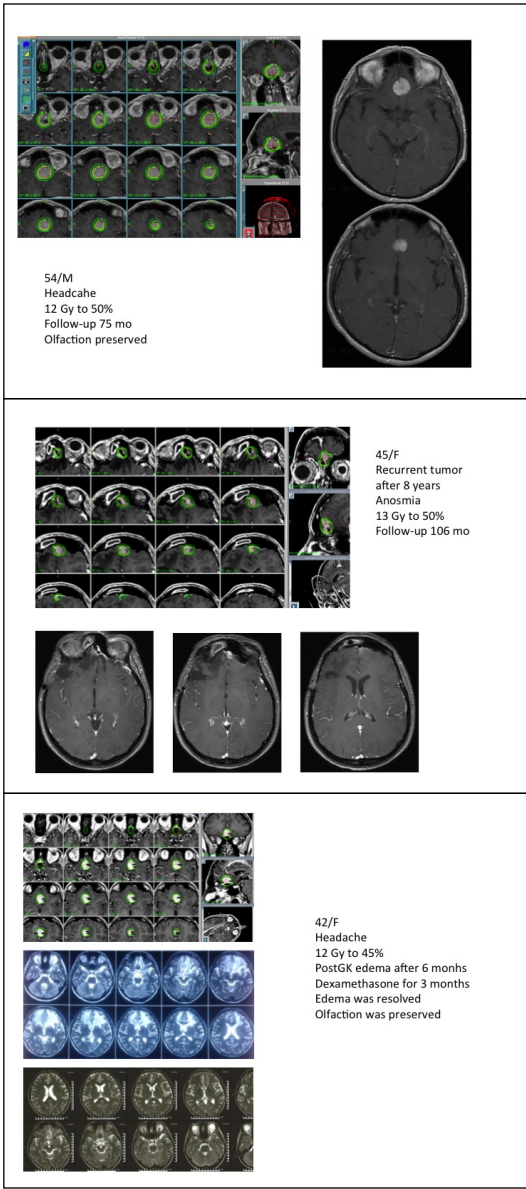 54/M
Headcahe
12 Gy to 50%
Follow-up 75 mo
Olfaction preserved
45/F
Recurrent tumor
after 8 years
Anosmia
13 Gy to 50%
Follow-up 106 mo
42/F
Headache
12 Gy to 45%
PostGK edema after 6 monhs
Dexamethasone for 3 months
Edema was resolved
Olfaction was preserved